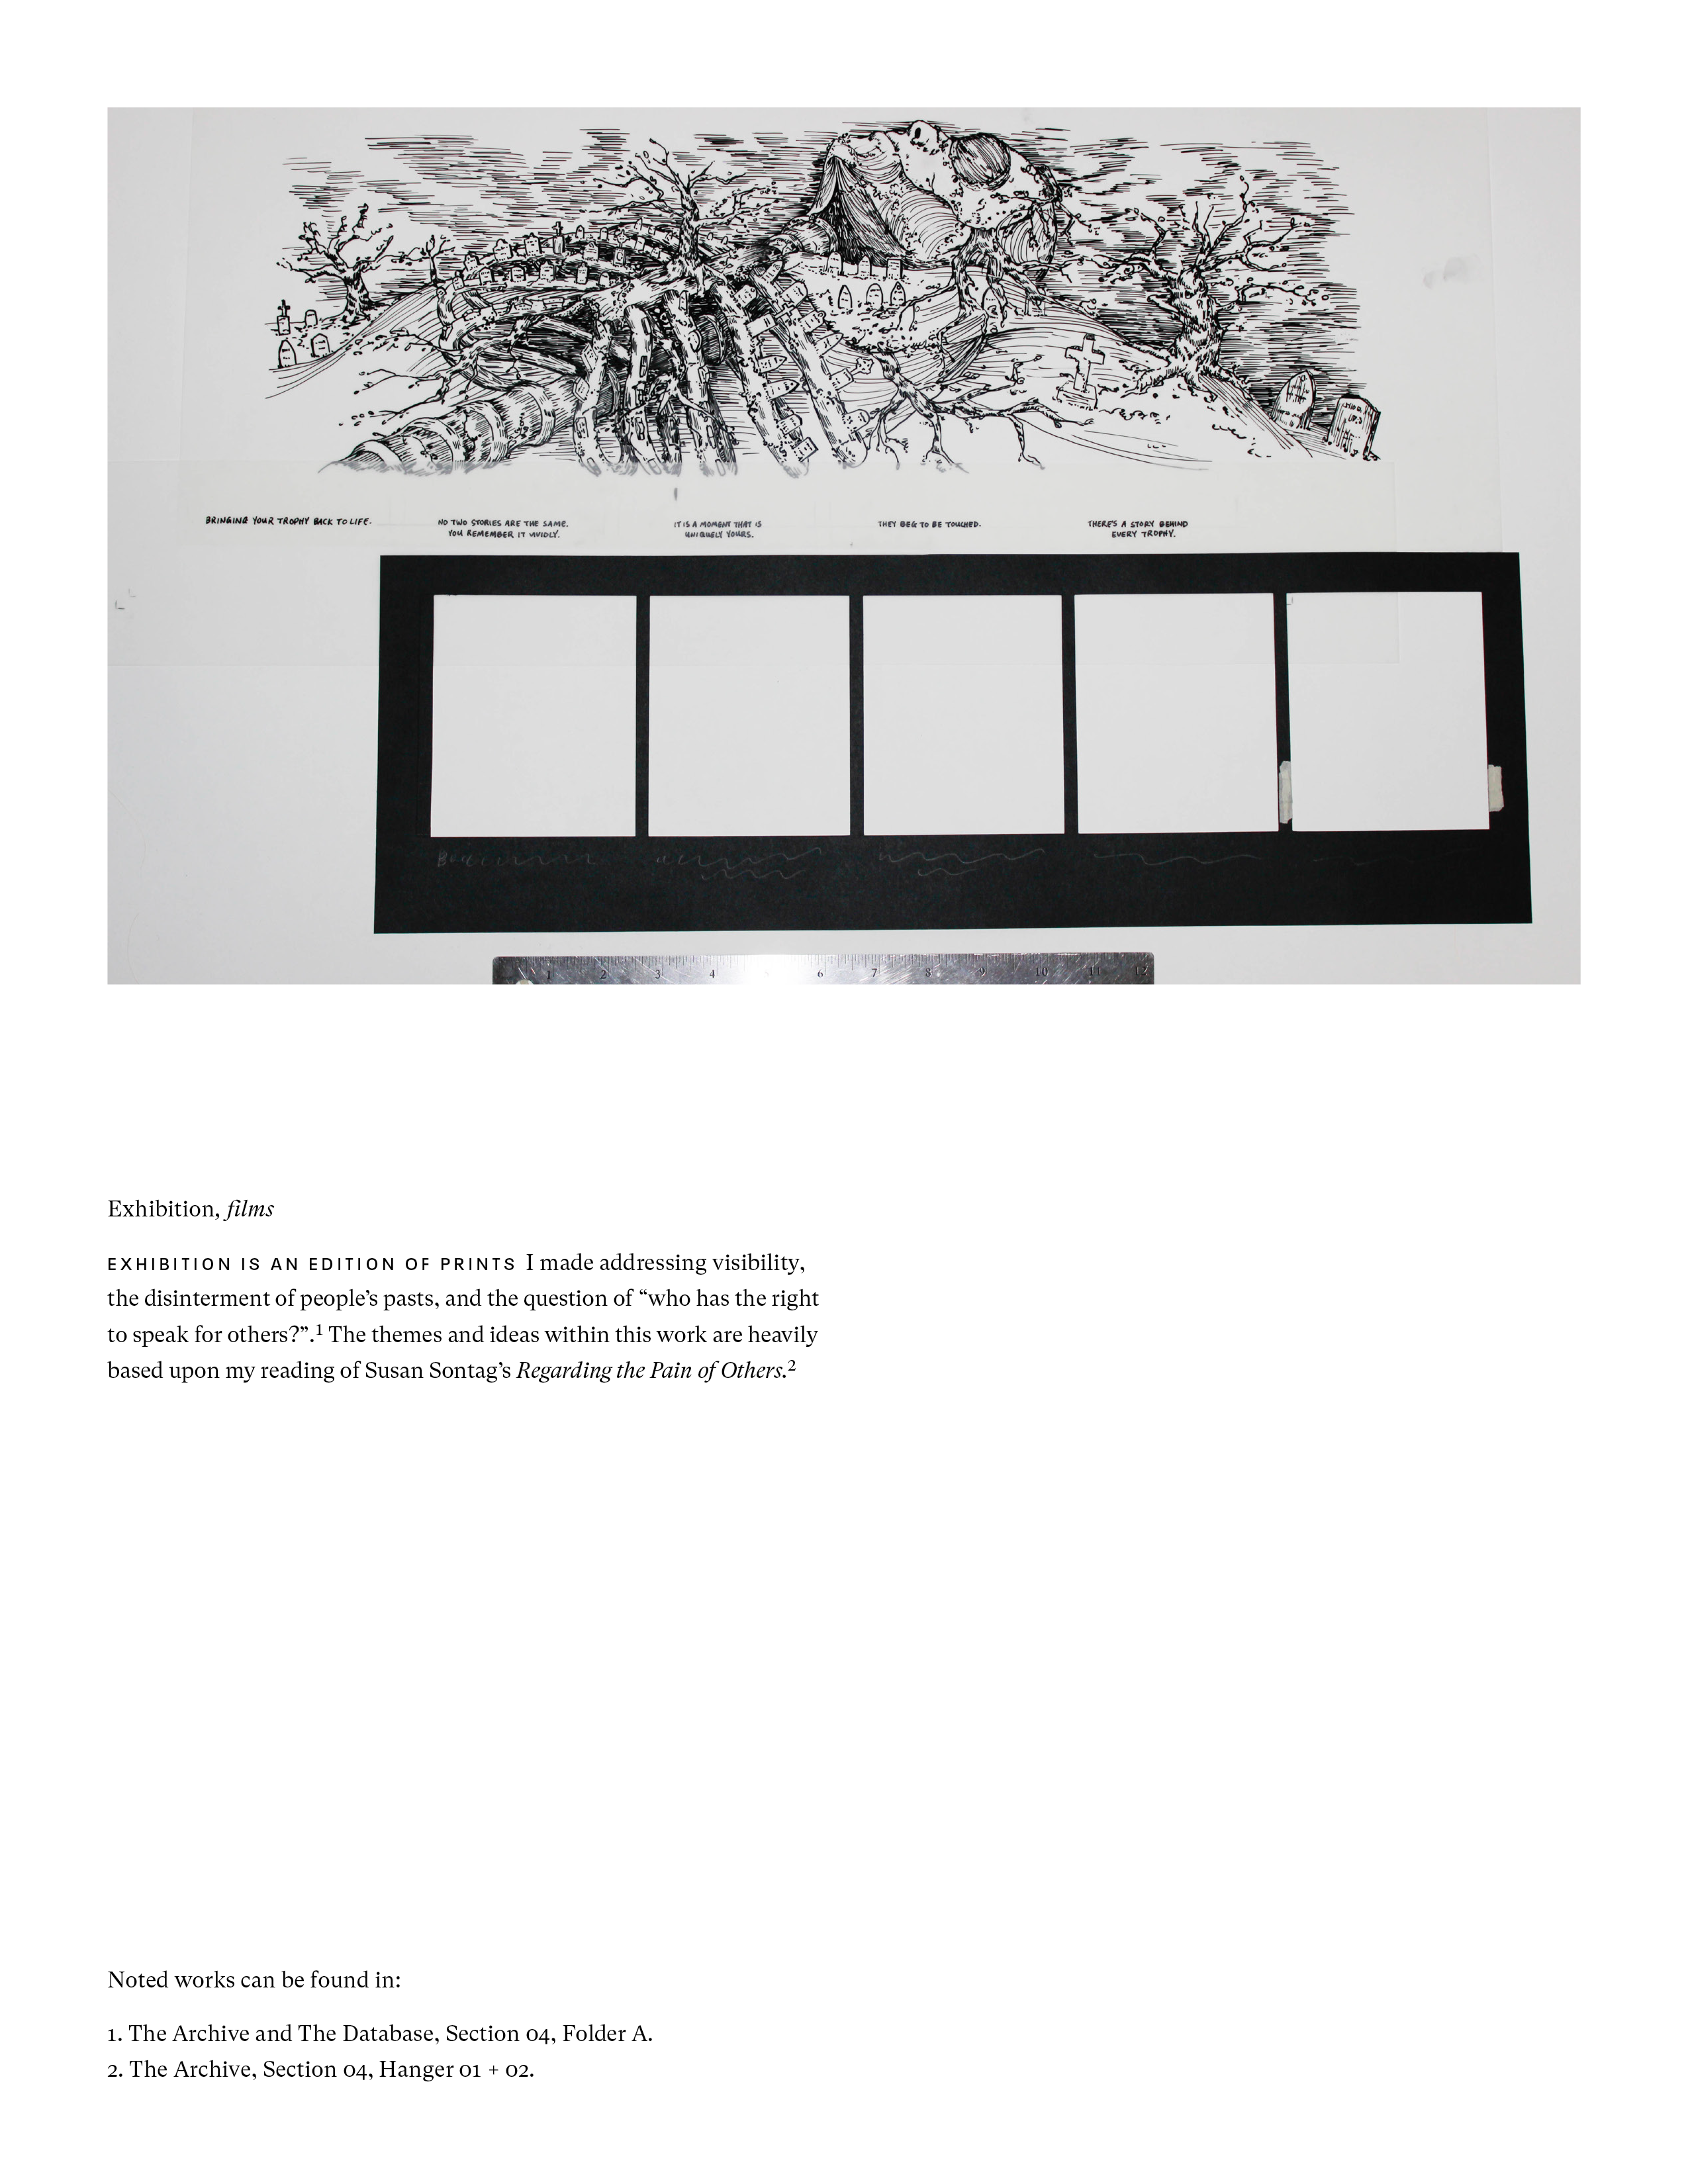 BRINGING YOUR TROPHY BACK TO LIFE.
NO TWO STORIES ARE THE SAME.
YOU REMEMBER IT VIVIDLY.
IT IS A MOMENT THAT IS
UNIQUELY YOURS.
THEY BEG TO BE TOUCHED.
THERE'S A STORY BEHIND
EVERY TROPHY.
1 2 3 4 6 7 8 9 10 11 12
Exhibition, films
EXHIBITION IS AN EDITION OF PRINTS I made addressing visibility,
the disinterment of people’s pasts, and the question of “who has the right
to speak for others?”.1 The themes and ideas within this work are heavily
based upon my reading of Susan Sontag’s Regarding the Pain of Others.2
Noted works can be found in:
1. The Archive and The Database, Section 04, Folder A.
2. The Archive, Section 04, Hanger 01 + 02.